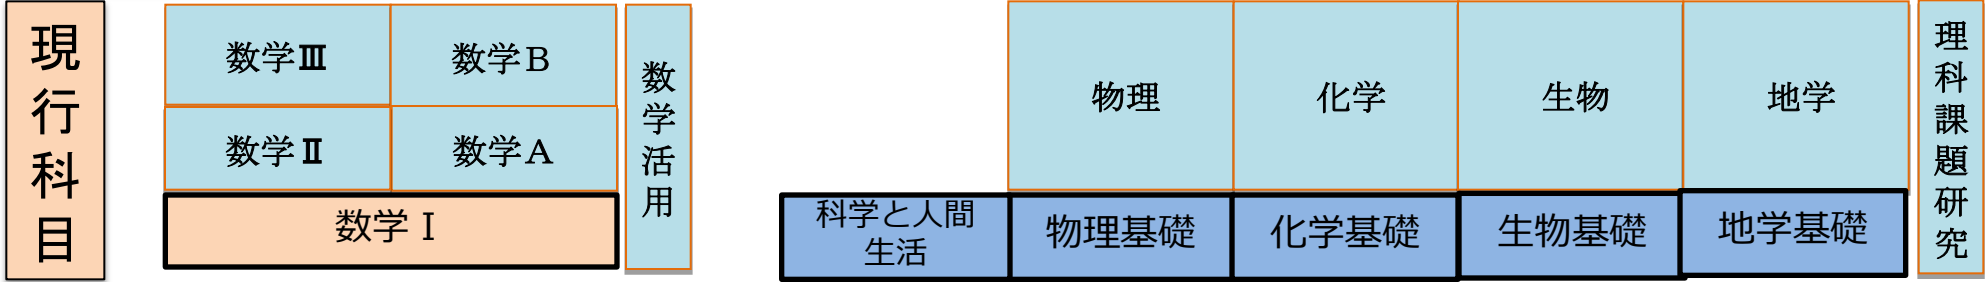 現行科目
数学Ⅲ
数学B
数学Ⅱ
数学A
数学Ⅰ
数学活用
物理
化学
生物
地学
科学と人間
生活
物理基礎
化学基礎
生物基礎
地学基礎
理科課題研究